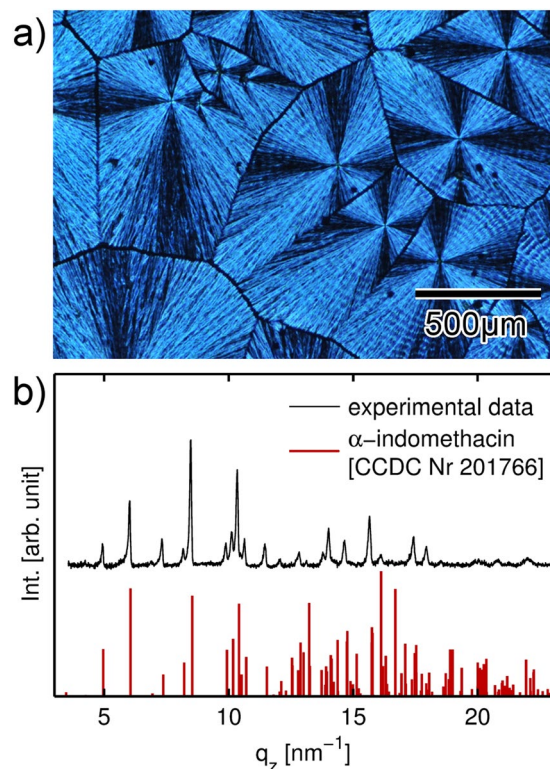 a)
500μm
b)
experimental data
α-indomethacin
[CCDC Nr 201766]
Int. [arb. unit]
5 10 15 20
q_z [nm⁻¹]